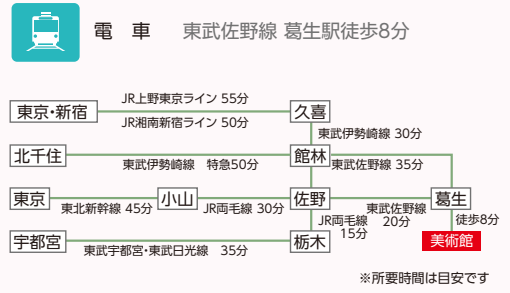 電車 東武佐野線 葛生駅徒歩8分
JR上野東京ライン 55分
東京・新宿
久喜
JR湘南新宿ライン 50分
東武伊勢崎線 30分
北千住
館林
東武伊勢崎線 特急50分
東武佐野線 35分
東京
小山
佐野
葛生
東北新幹線 45分
JR両毛線 30分
東武佐野線
20分
JR両毛線
15分
徒歩8分
宇都宮
栃木
美術館
東武宇都宮・東武日光線 35分
※所要時間は目安です